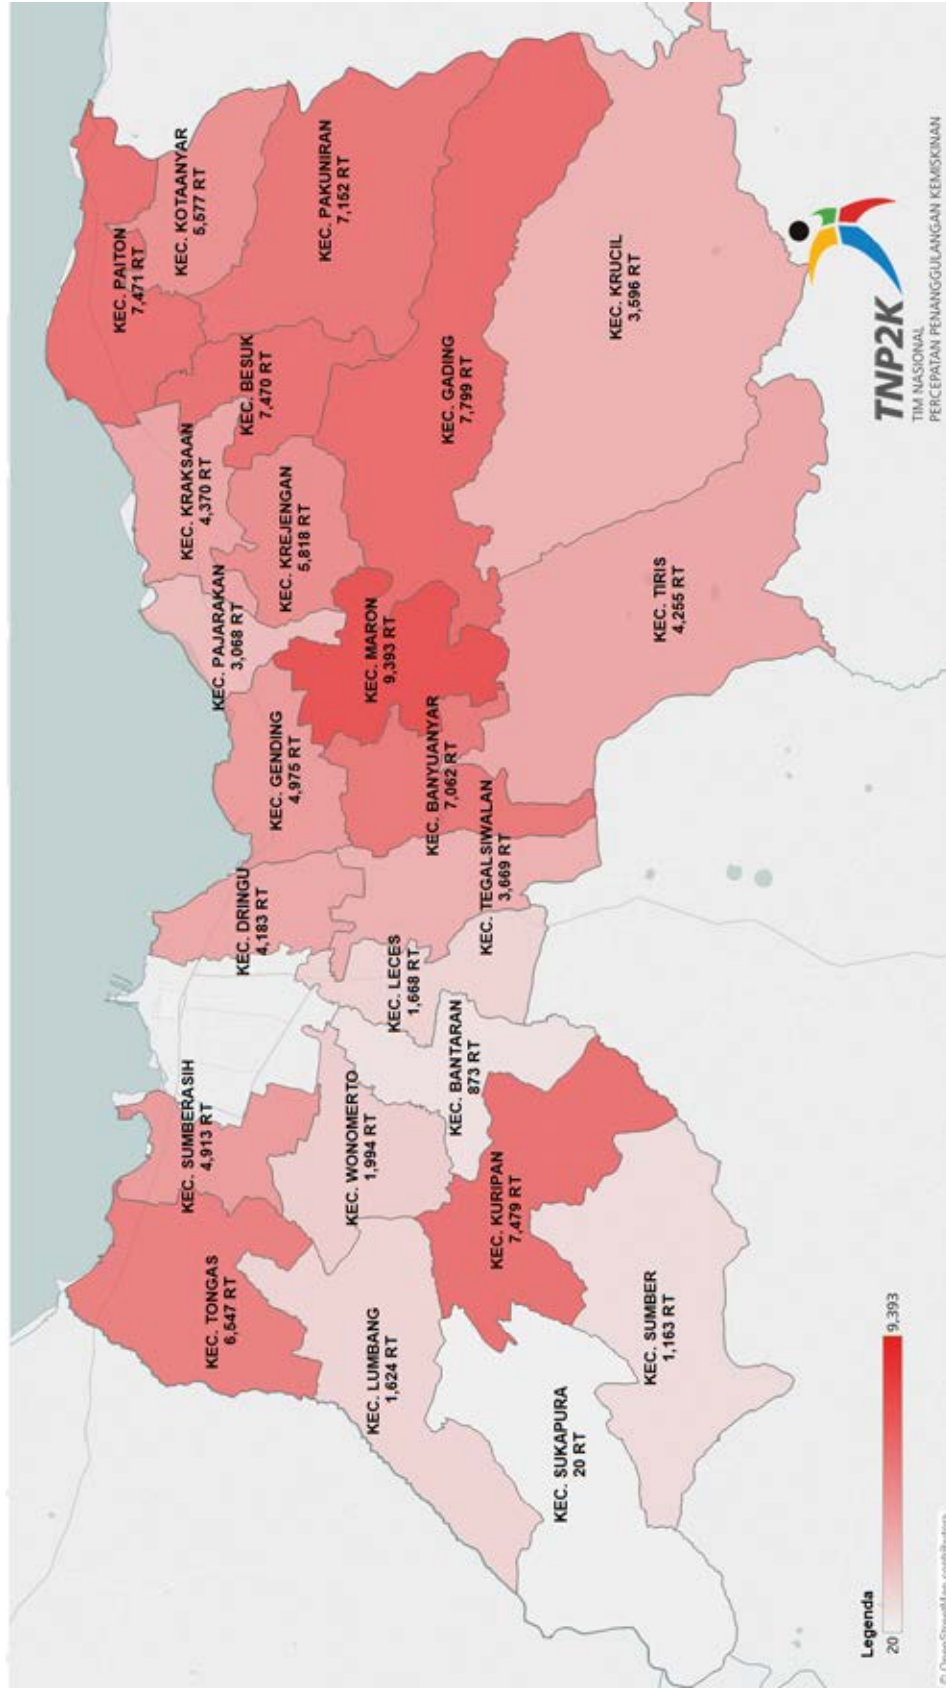 KEC. TONGAS
6,547 RT
KEC. SUMBERASIH
4,913 RT
KEC. DRINGU
4,183 RT
KEC. GENDING
4,975 RT
KEC. PAJARAKAN
3,068 RT
KEC. KRAKSAAN
4,370 RT
KEC. PAITON
7,471 RT
KEC. KOTAANYAR
5,577 RT
KEC. BESUK
7,470 RT
KEC. KREJENGAN
5,818 RT
KEC. PAKUNIRAN
7,152 RT
KEC. LUMBANG
1,624 RT
KEC. WONOMERTO
1,994 RT
KEC. LECES
1,668 RT
KEC. MARON
9,393 RT
KEC. BANYUANYAR
7,062 RT
KEC. GADING
7,799 RT
KEC. BANTARAN
873 RT
KEC. TEGALSIWALAN
3,669 RT
KEC. KURIPAN
7,479 RT
KEC. SUKAPURA
20 RT
KEC. SUMBER
1,163 RT
KEC. TIRIS
4,255 RT
KEC. KRUCIL
3,596 RT
Legenda
20
9,393
TNP2K
TIM NASIONAL
PERCEPATAN PENANGGULANGAN KEMISKINAN
© OpenStreetMap contributors